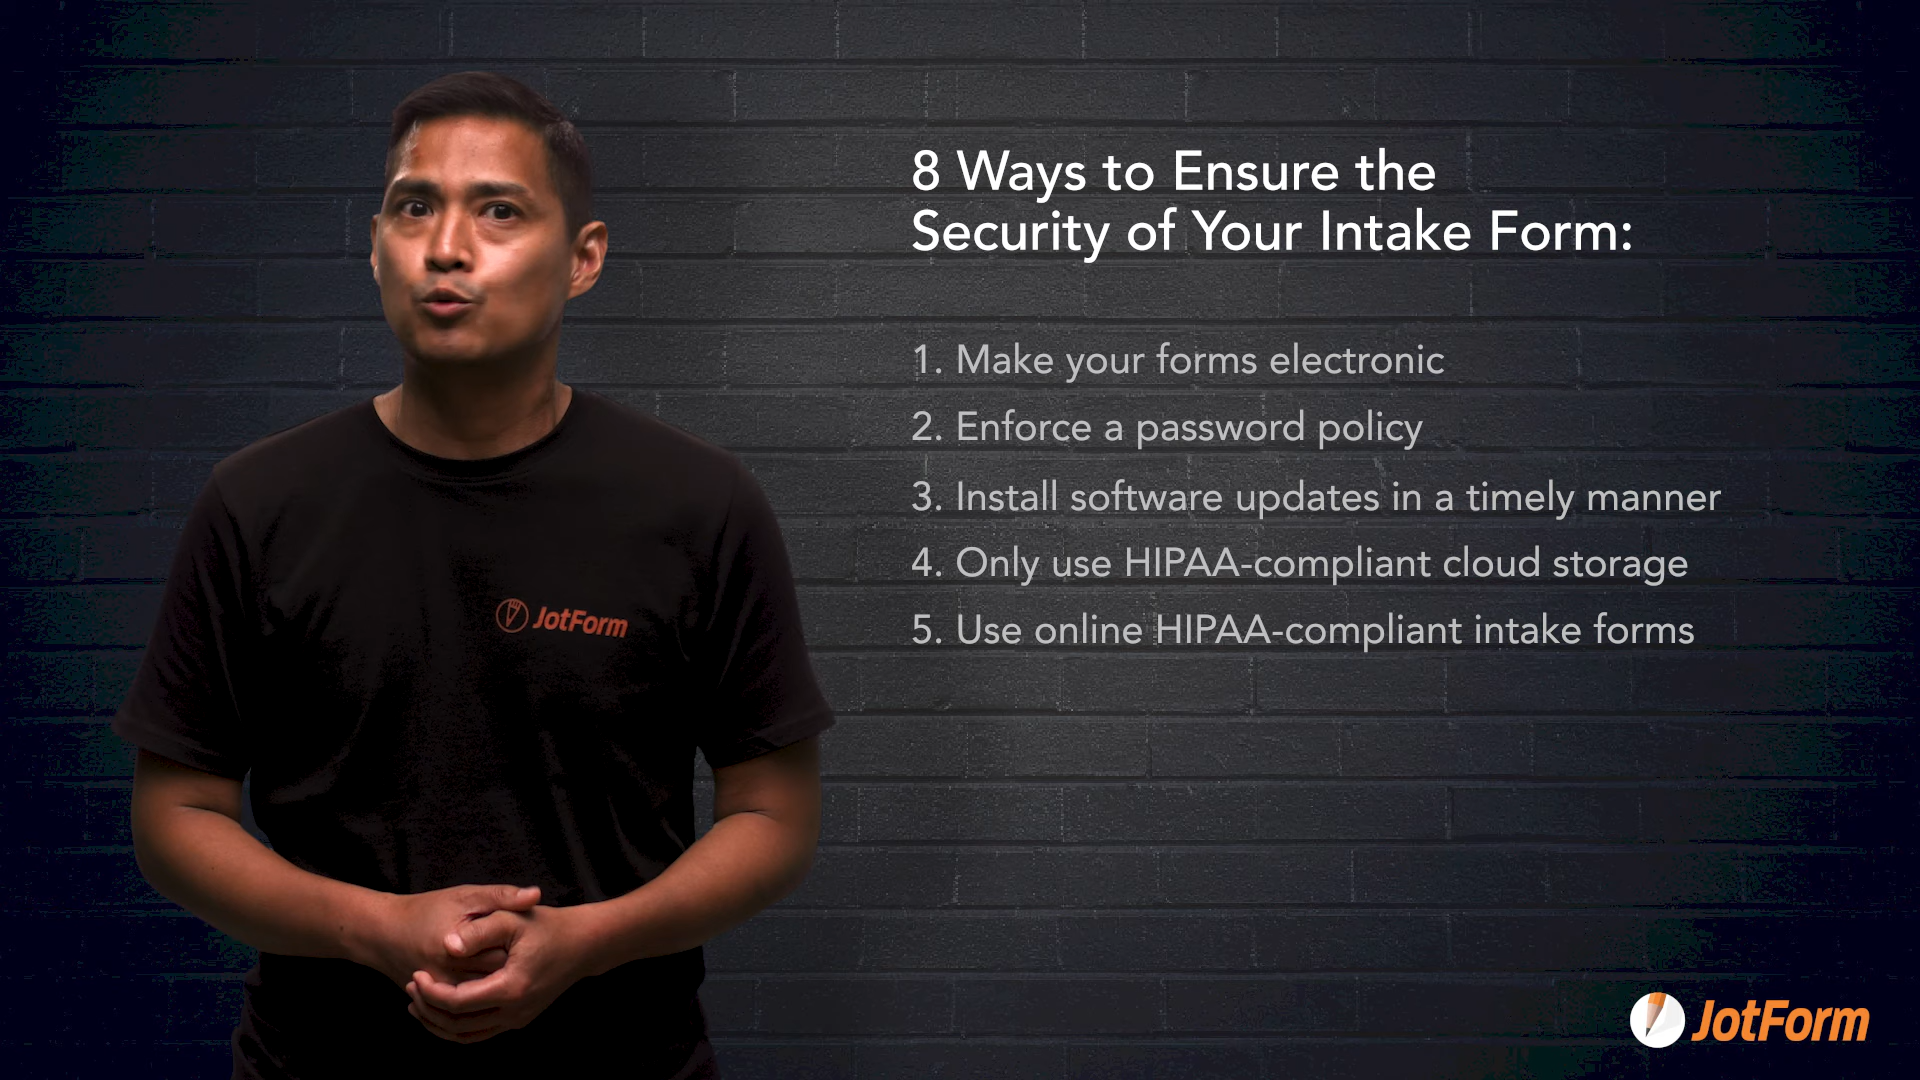 8 Ways to Ensure the
Security of Your Intake Form:
1. Make your forms electronic
2. Enforce a password policy
3. Install software updates in a timely manner
4. Only use HIPAA-compliant cloud storage
5. Use online HIPAA-compliant intake forms
JotForm
JotForm